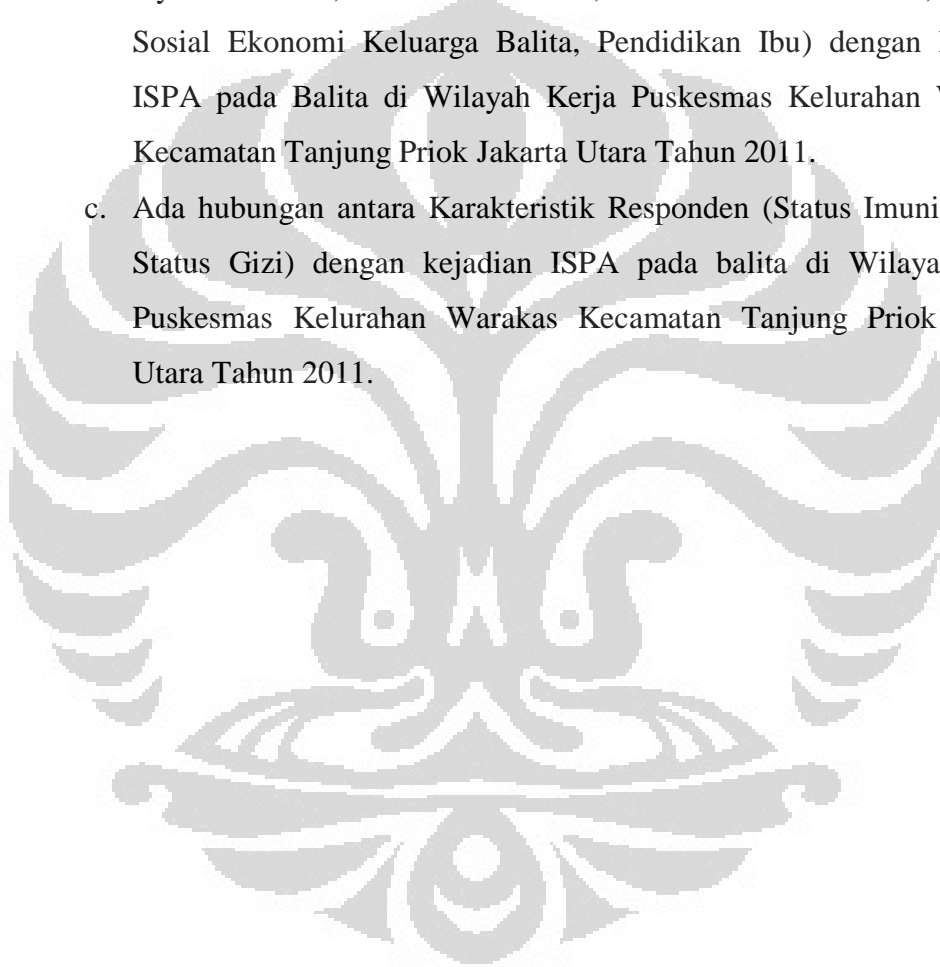 Sosial Ekonomi Keluarga Balita, Pendidikan Ibu) dengan
ISPA pada Balita di Wilayah Kerja Puskesmas Kelurahan
Kecamatan Tanjung Priok Jakarta Utara Tahun 2011.
c. Ada hubungan antara Karakteristik Responden (Status Imuni
Status Gizi) dengan kejadian ISPA pada balita di Wilaya
Puskesmas Kelurahan Warakas Kecamatan Tanjung Priok
Utara Tahun 2011.